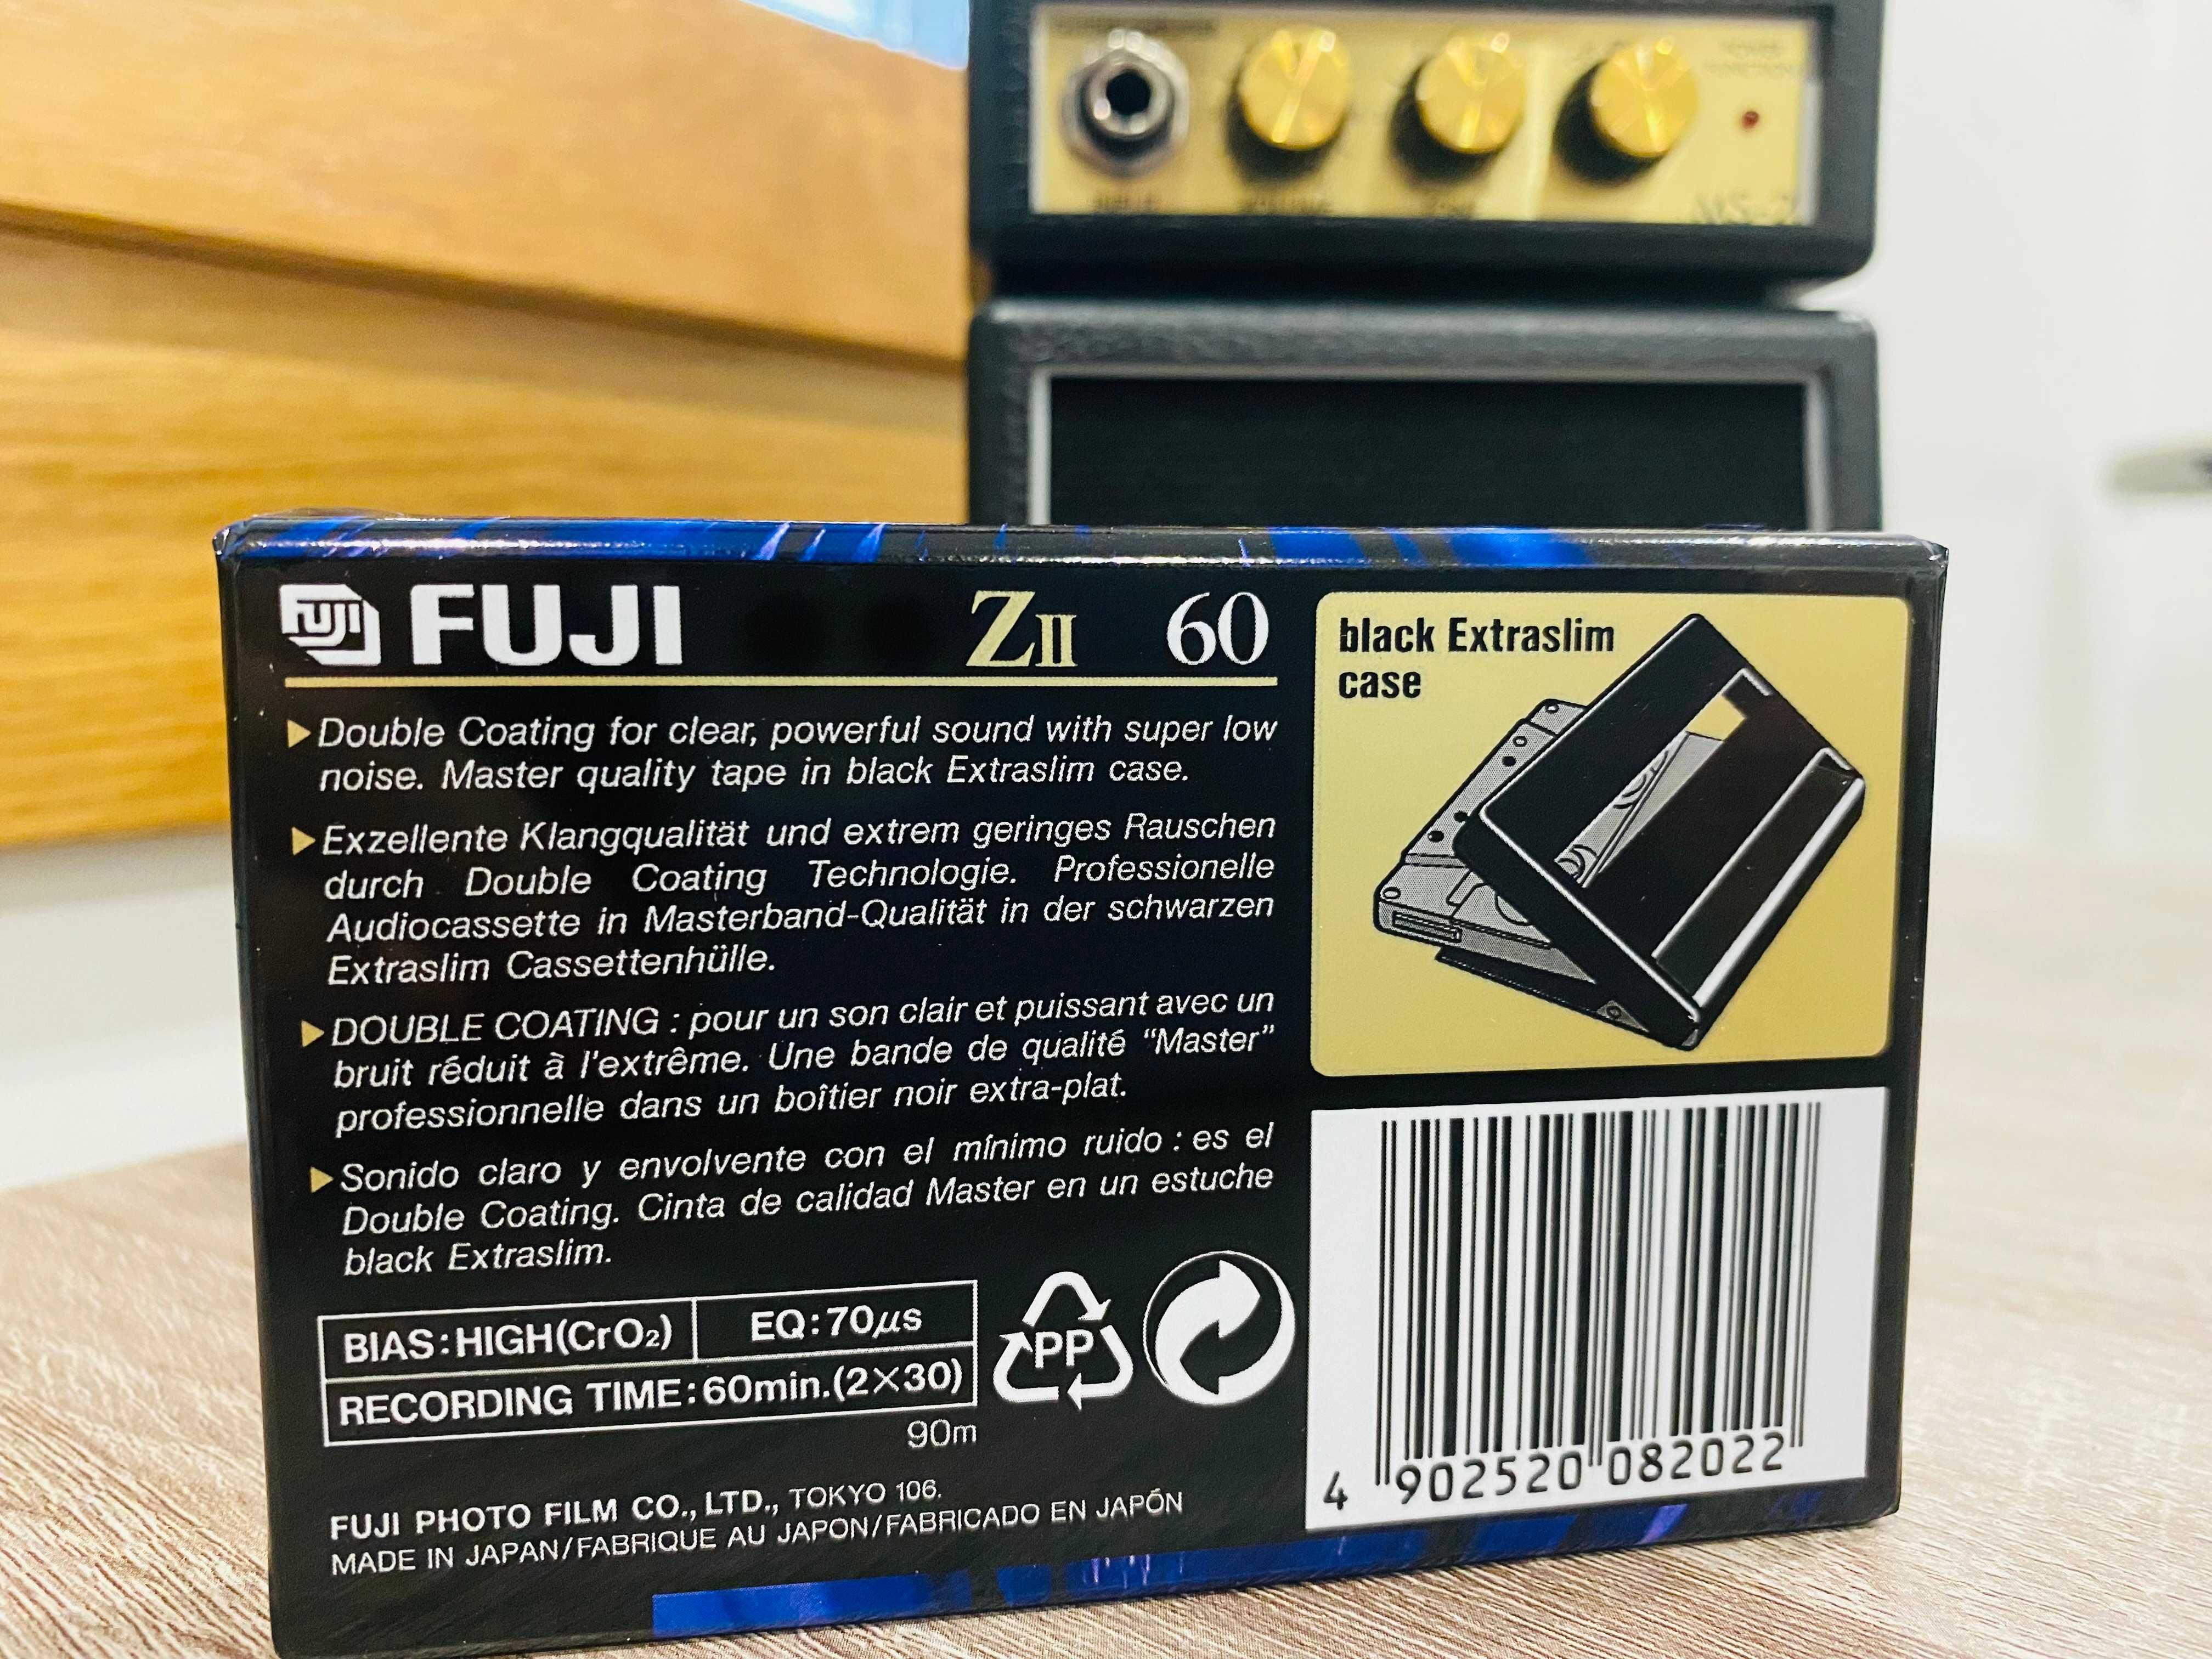 INPUT
VOLUME
MS-2
FUJI
FUJI Z II 60
Double Coating for clear, powerful sound with super low
noise. Master quality tape in black Extraslim case.
Exzellente Klangqualität und extrem geringes Rauschen
durch Double Coating Technologie. Professionelle
Audiocassette in Masterband-Qualität in der schwarzen
Extraslim Cassettenhülle.
DOUBLE COATING : pour un son clair et puissant avec un
bruit réduit à l'extrême. Une bande de qualité “Master”
professionnelle dans un boîtier noir extra-plat.
Sonido claro y envolvente con el mínimo ruido : es el
Double Coating. Cinta de calidad Master en un estuche
black Extraslim.
BIAS:HIGH(CrO₂) EQ:70μs
RECORDING TIME:60min.(2×30)
90m
PP
FUJI PHOTO FILM CO., LTD., TOKYO 106.
MADE IN JAPAN/FABRIQUE AU JAPON/FABRICADO EN JAPÓN
black Extraslim
case
4 902520 082022